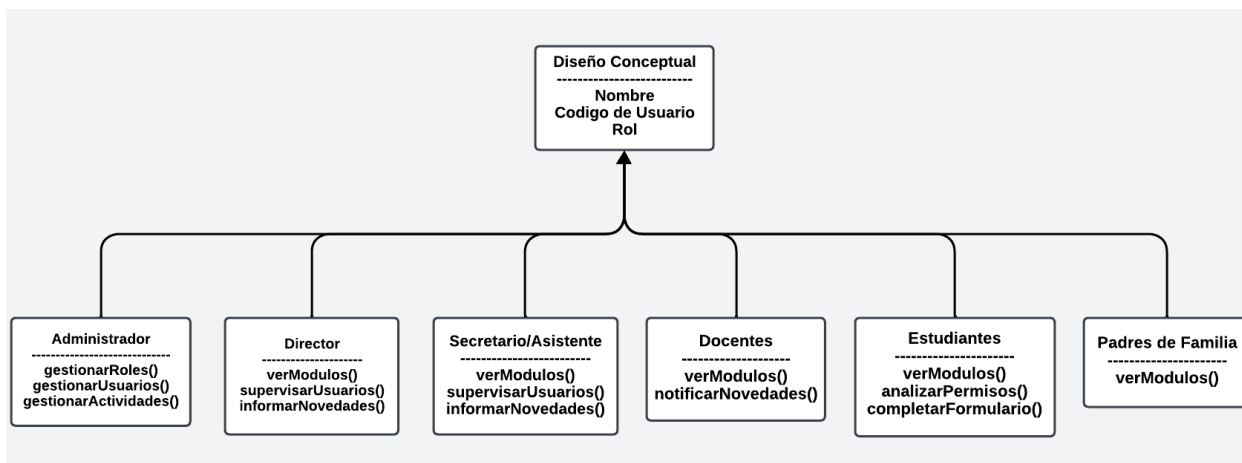 Diseño Conceptual
---------------------------
Nombre
Codigo de Usuario
Rol
Administrador
----------------------------
gestionarRoles()
gestionarUsuarios()
gestionarActividades()
Director
--------------------
verModulos()
supervisarUsuarios()
informarNovedades()
Secretario/Asistente
--------------------------
verModulos()
supervisarUsuarios()
informarNovedades()
Docentes
----------------------
verModulos()
notificarNovedades()
Estudiantes
------------------------
verModulos()
analizarPermisos()
completarFormulario()
Padres de Familia
------------------------
verModulos()